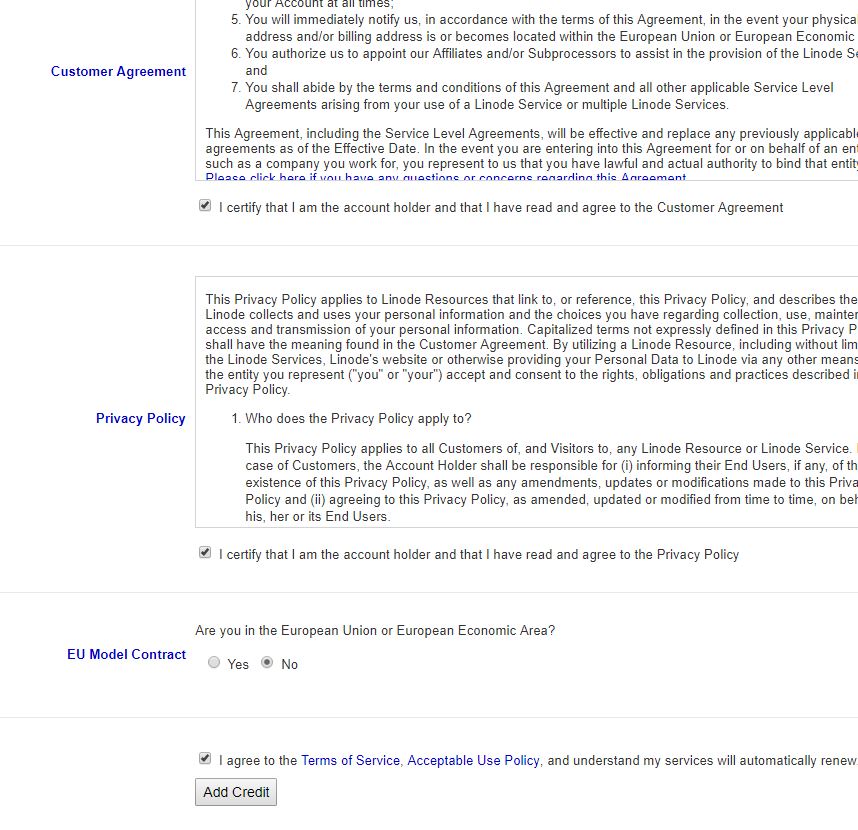 your Account at all times;
5. You will immediately notify us, in accordance with the terms of this Agreement, in the event your physical
address and/or billing address is or becomes located within the European Union or European Economic
6. You authorize us to appoint our Affiliates and/or Subprocessors to assist in the provision of the Linode
and
Customer Agreement
7. You shall abide by the terms and conditions of this Agreement and all other applicable Service Level
Agreements arising from your use of a Linode Service or multiple Linode Services.
This Agreement, including the Service Level Agreements, will be effective and replace any previously applicable
agreements as of the Effective Date. In the event you are entering into this Agreement for or on behalf of an
such as a company you work for, you represent to us that you have lawful and actual authority to bind that
Please click here if you have any questions or concerns regarding this Agreement.
I certify that I am the account holder and that I have read and agree to the Customer Agreement
This Privacy Policy applies to Linode Resources that link to, or reference, this Privacy Policy, and describes the
Linode collects and uses your personal information and the choices you have regarding collection, use,
access and transmission of your personal information. Capitalized terms not expressly defined in this Privacy
shall have the meaning found in the Customer Agreement. By utilizing a Linode Resource, including without
the Linode Services, Linode's website or otherwise providing your Personal Data to Linode via any other means
the entity you represent ("you" or "your") accept and consent to the rights, obligations and practices described
Privacy Policy.
Privacy Policy
1. Who does the Privacy Policy apply to?
This Privacy Policy applies to all Customers of, and Visitors to, any Linode Resource or Linode Service.
case of Customers, the Account Holder shall be responsible for (i) informing their End Users, if any, of
existence of this Privacy Policy, as well as any amendments, updates or modifications made to this
Policy and (ii) agreeing to this Privacy Policy, as amended, updated or modified from time to time, on
his, her or its End Users.
I certify that I am the account holder and that I have read and agree to the Privacy Policy
Are you in the European Union or European Economic Area?
EU Model Contract
Yes No
I agree to the Terms of Service, Acceptable Use Policy, and understand my services will automatically renew
Add Credit